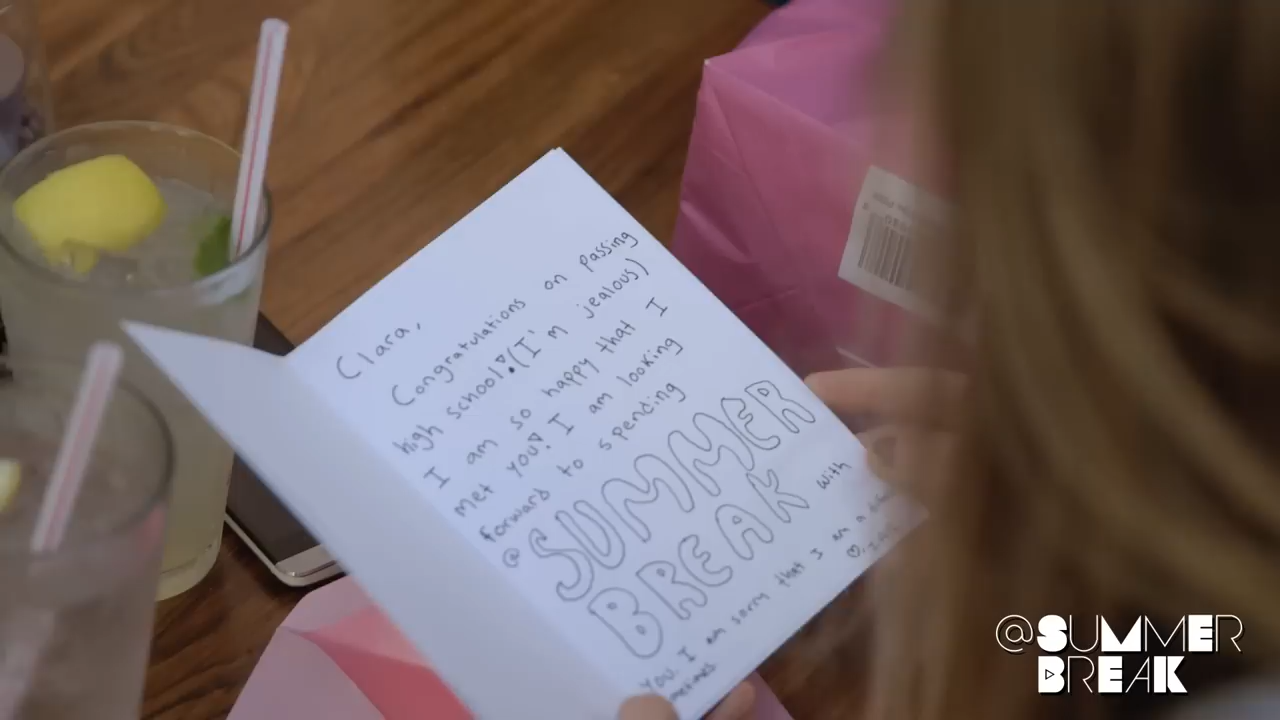 Clara,
Congratulations on passing
high school! (I'm jealous)
I am so happy that I
met you! I am looking
forward to spending
@SUMMER
BREAK with
you. I am sorry that I am a
@SUMMER
BREAK